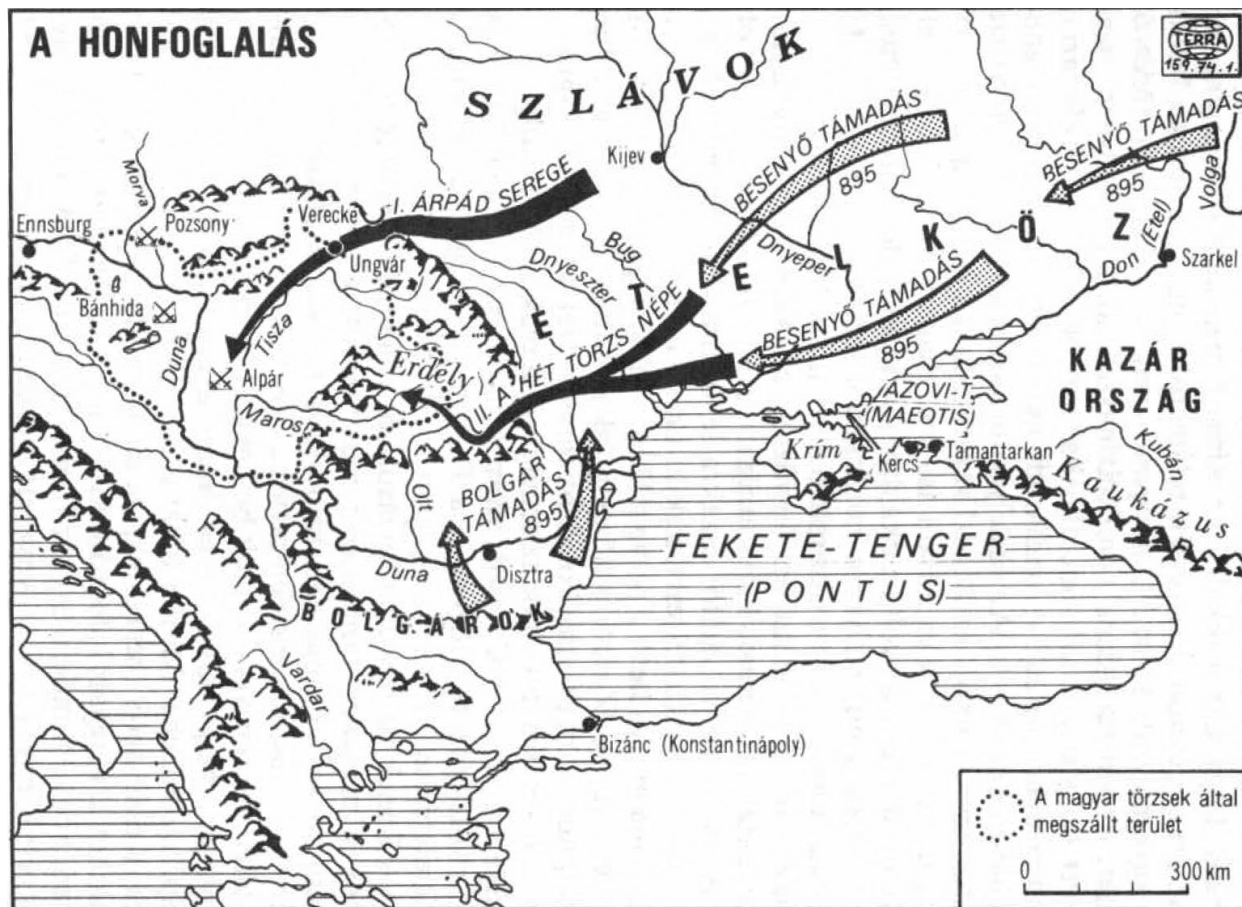 A HONFOGLALÁS
TERRA
159.74.1.
SZLÁVOK
Kijev
BESENYŐ TÁMADÁS
895
BESENYŐ TÁMADÁS
895
Volga
Morva
Ennsburg
Pozsony
Verecke
I. ÁRPÁD SEREGE
Ungvár
Bug
Dnyeszter
Dnyeper
ETELKÖZ
Don
(Etel)
Szarkel
Bánhida
Duna
Tisza
Alpár
Erdély
II. A HÉT TÖRZS NÉPE
BESENYŐ TÁMADÁS
895
KAZÁR
ORSZÁG
Maros
AZOVI-T.
(MAEOTIS)
Krím
Kercs
Tamantarkan
Kubán
Kaukázus
Olt
BOLGÁR
TÁMADÁS
895
Duna
Disztra
FEKETE-TENGER
(PONTUS)
BOLGÁROK
Vardar
Bizánc (Konstantinápoly)
A magyar törzsek által
megszállt terület
0 300 km